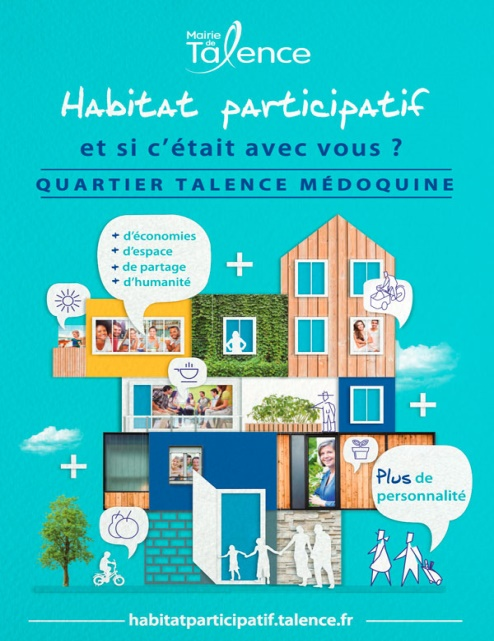 Mairie
de
Talence
Habitat participatif
et si c'était avec vous ?
QUARTIER TALENCE MÉDOQUINE
+ d'économies
+ d'espace
+ de partage
+ d'humanité
Plus de
personnalité
habitatparticipatif.talence.fr